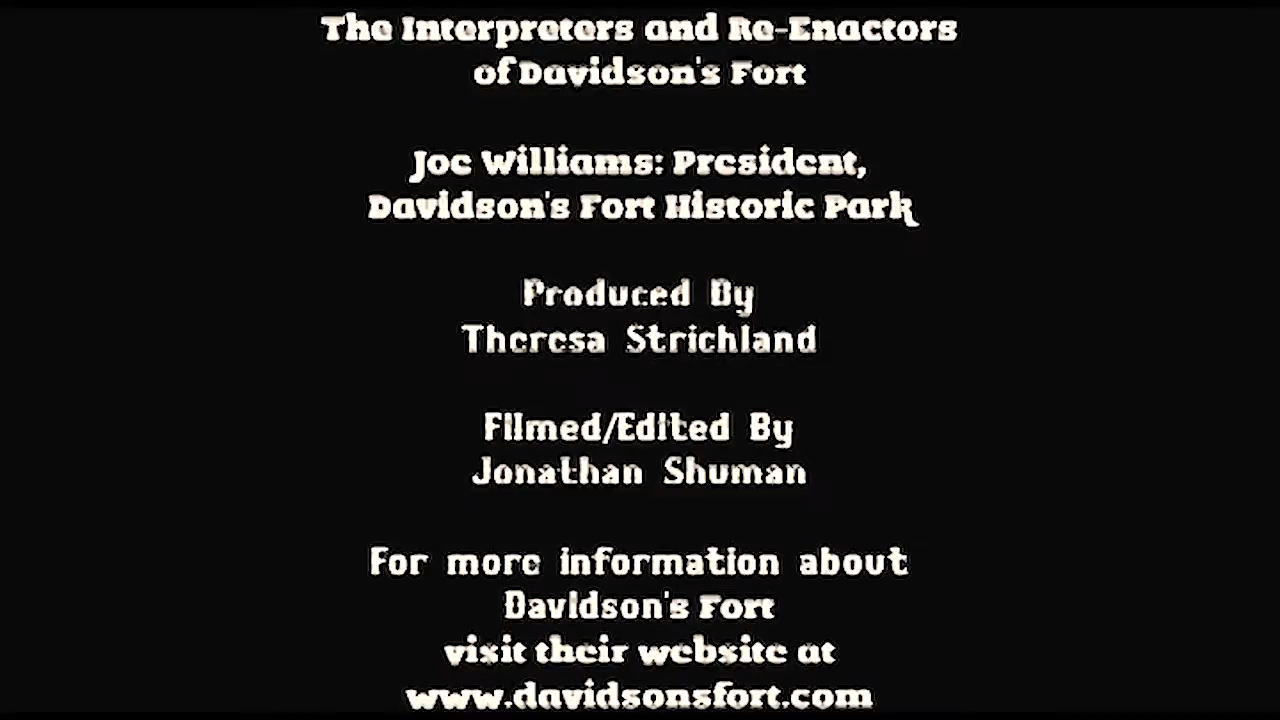 The Interpreters and Re-Enactors
of Davidson's Fort
Joe Williams: President,
Davidson's Fort Historic Park
Produced By
Theresa Strichland
Filmed/Edited By
Jonathan Shuman
For more information about
Davidson's Fort
visit their website at
www.davidsonsfort.com